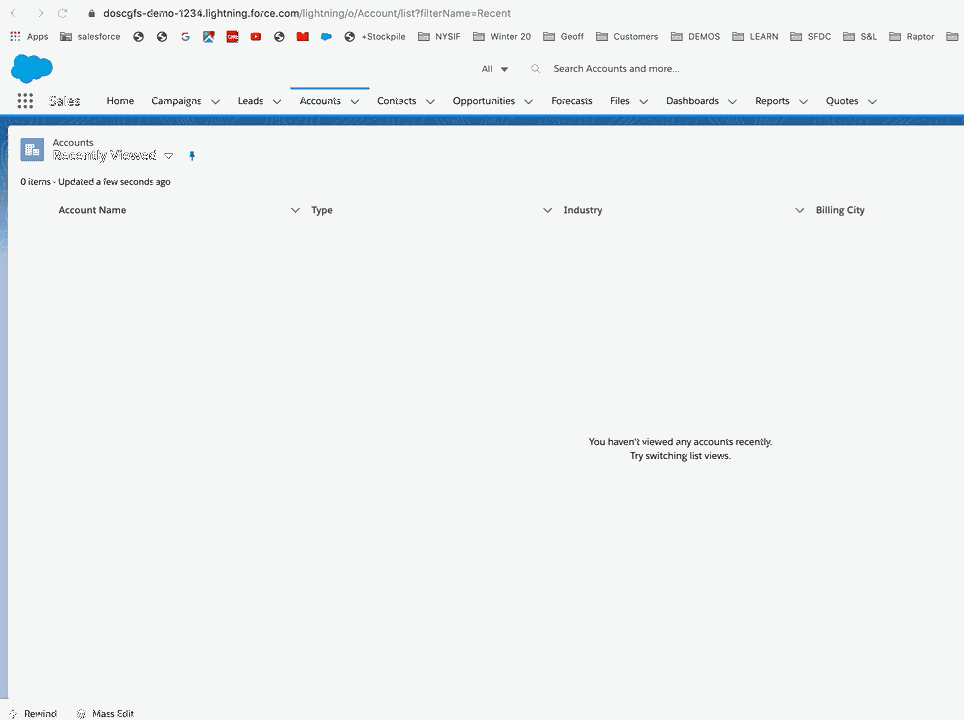 doscgfs-demo-1234.lightning.force.com/lightning/o/Account/list?filterName=Recent
Apps salesforce +Stockpile NYSIF Winter 20 Geoff Customers DEMOS LEARN SFDC S&L Raptor
All Search Accounts and more...
Sales Home Campaigns Leads Accounts Contacts Opportunities Forecasts Files Dashboards Reports Quotes
Accounts
Recently Viewed
0 items • Updated a few seconds ago
Account Name Type Industry Billing City
You haven't viewed any accounts recently.
Try switching list views.
Rewind Mass Edit